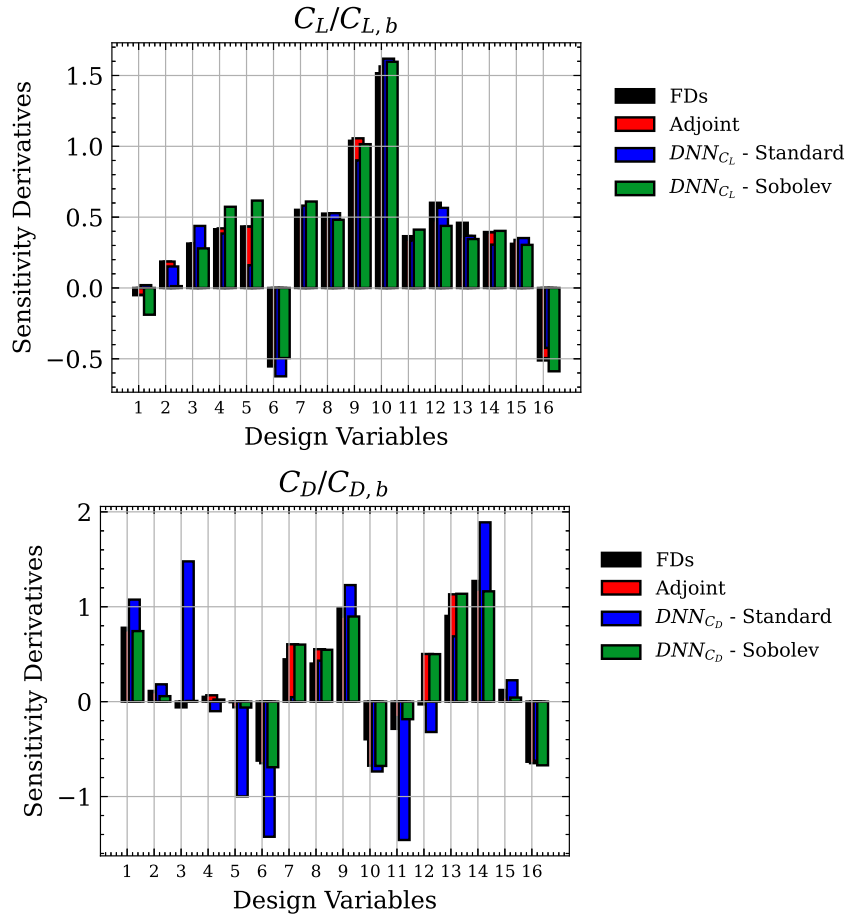 C_L/C_{L,b}
Sensitivity Derivatives
1.5
1.0
0.5
0.0
−0.5
1 2 3 4 5 6 7 8 9 10 11 12 13 14 15 16
Design Variables
FDs
Adjoint
DNN_{C_L} - Standard
DNN_{C_L} - Sobolev
C_D/C_{D,b}
Sensitivity Derivatives
2
1
0
−1
1 2 3 4 5 6 7 8 9 10 11 12 13 14 15 16
Design Variables
FDs
Adjoint
DNN_{C_D} - Standard
DNN_{C_D} - Sobolev